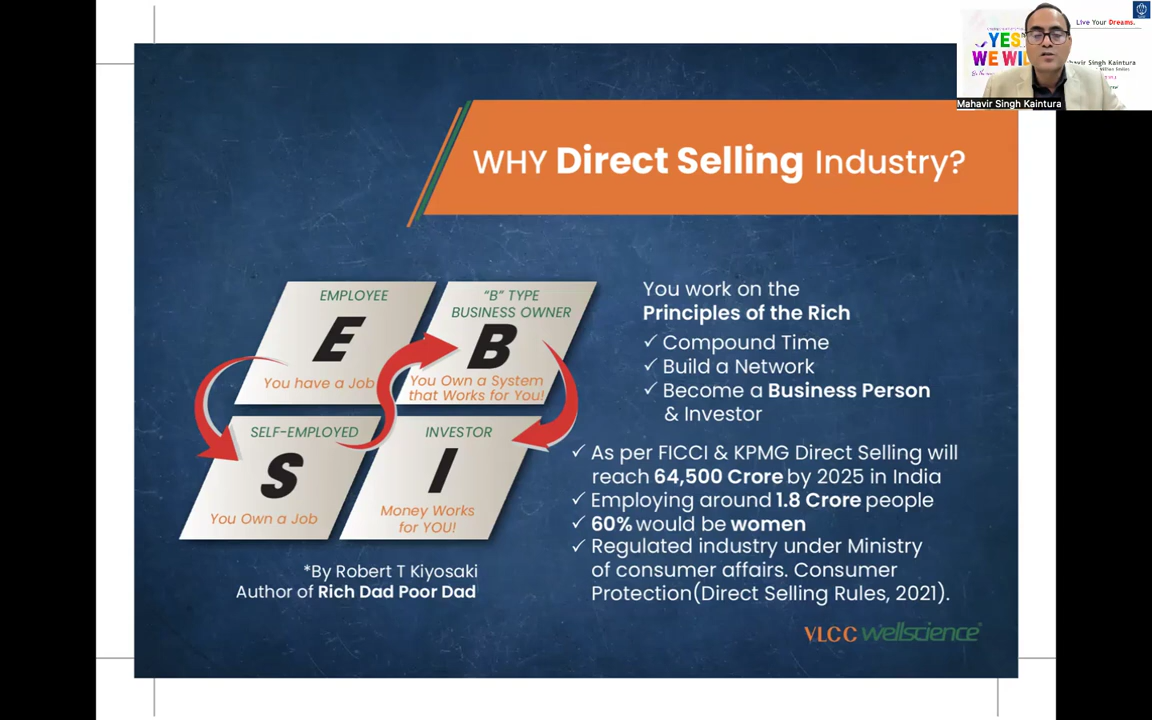 Live Your Dreams.
YES
WE WIL
havir Singh Kaintura
Mahavir Singh Kaintura
WHY Direct Selling Industry?
EMPLOYEE
E
You have a Job
"B" TYPE
BUSINESS OWNER
B
You Own a System
that Works for You!
SELF-EMPLOYED
S
You Own a Job
INVESTOR
I
Money Works
for YOU!
*By Robert T Kiyosaki
Author of Rich Dad Poor Dad
You work on the
Principles of the Rich
✓ Compound Time
✓ Build a Network
✓ Become a Business Person
& Investor
✓ As per FICCI & KPMG Direct Selling will
reach 64,500 Crore by 2025 in India
✓ Employing around 1.8 Crore people
✓ 60% would be women
✓ Regulated industry under Ministry
of consumer affairs. Consumer
Protection(Direct Selling Rules, 2021).
VLCC wellscience®